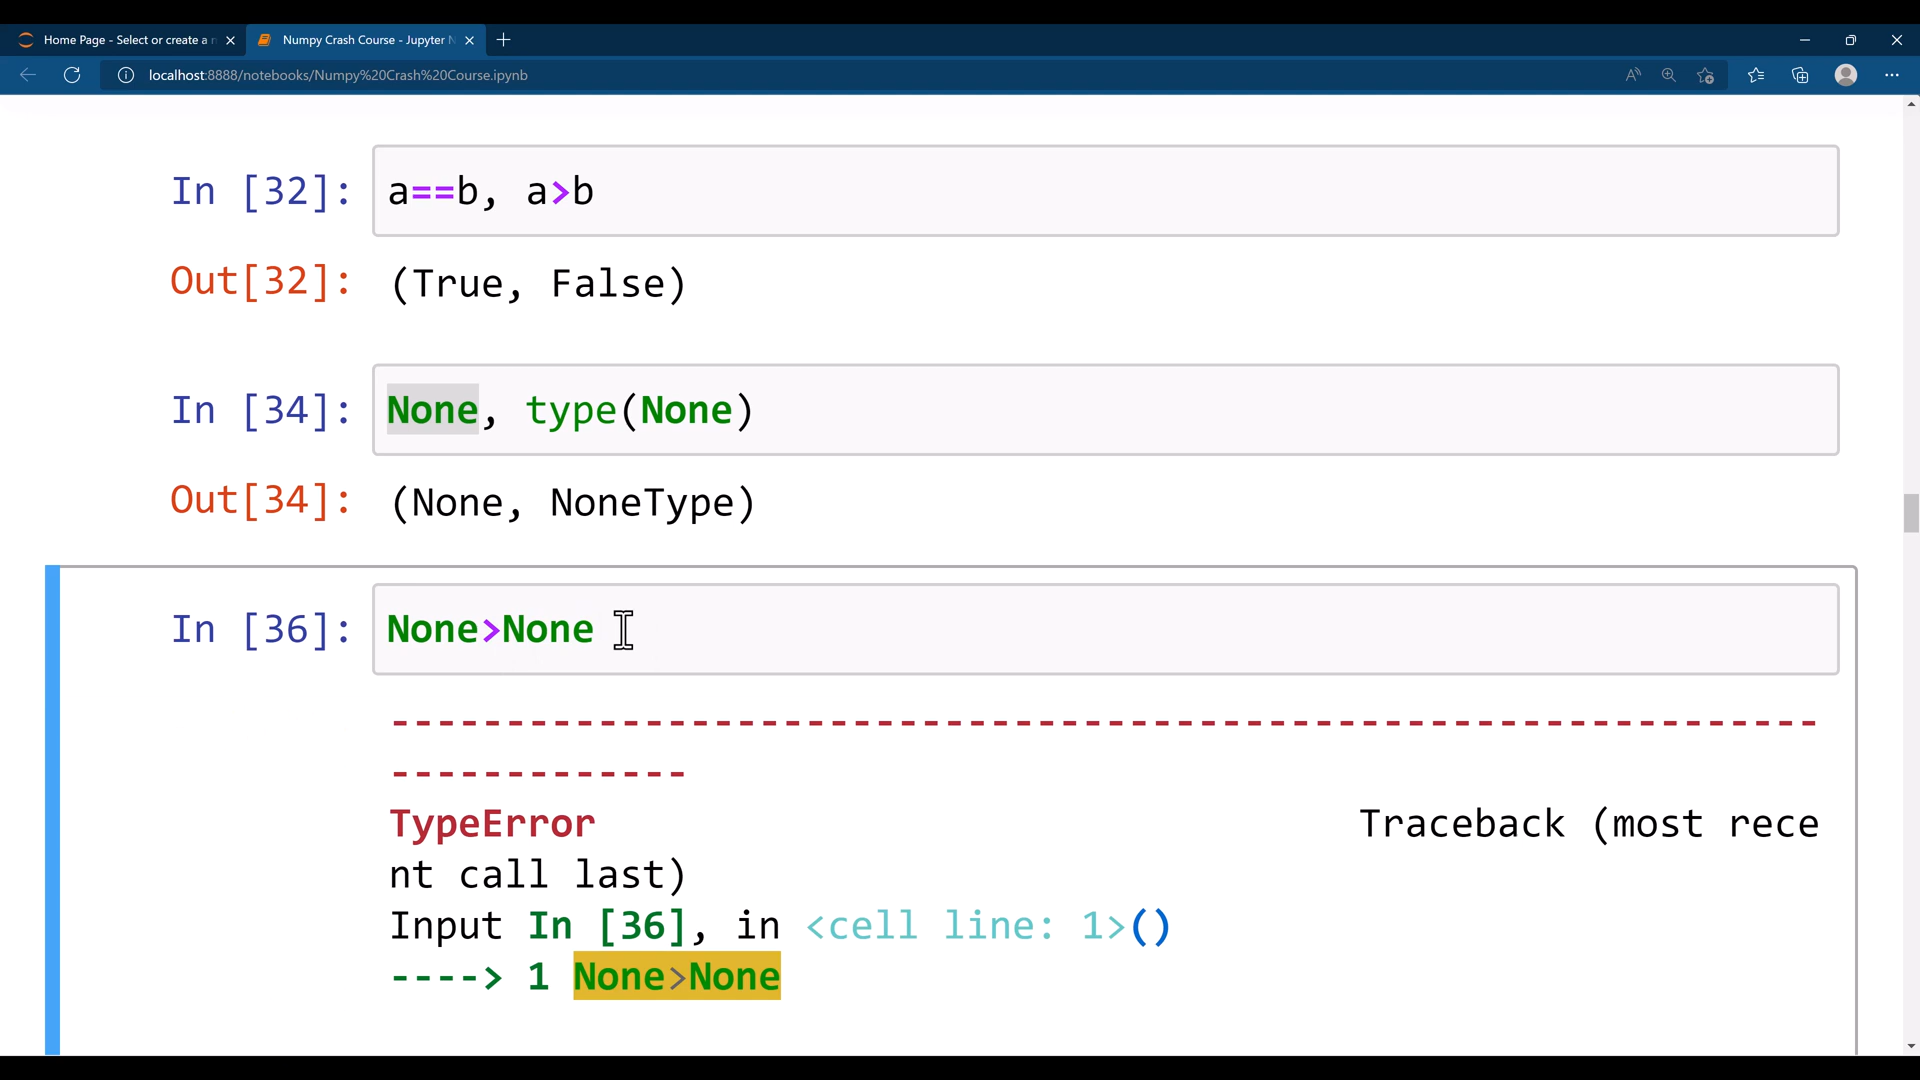 Home Page - Select or create a n
Numpy Crash Course - Jupyter N
localhost:8888/notebooks/Numpy%20Crash%20Course.ipynb
In [32]: a==b, a>b
Out[32]: (True, False)
In [34]: None, type(None)
Out[34]: (None, NoneType)
In [36]: None>None
--------------------------------------------------------------
-------------
TypeError Traceback (most rece
nt call last)
Input In [36], in <cell line: 1>()
----> 1 None>None